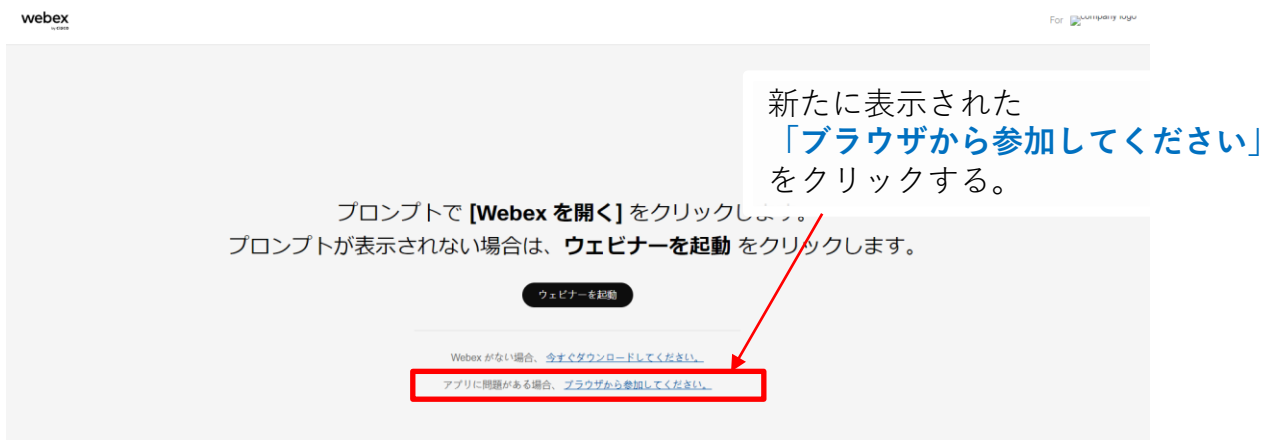 webex
by CISCO
For company logo
新たに表示された
「ブラウザから参加してください」
をクリックする。
プロンプトで [Webex を開く] をクリックします。
プロンプトが表示されない場合は、ウェビナーを起動 をクリックします。
ウェビナーを起動
Webex がない場合、 今すぐダウンロードしてください。
アプリに問題がある場合、 ブラウザから参加してください。